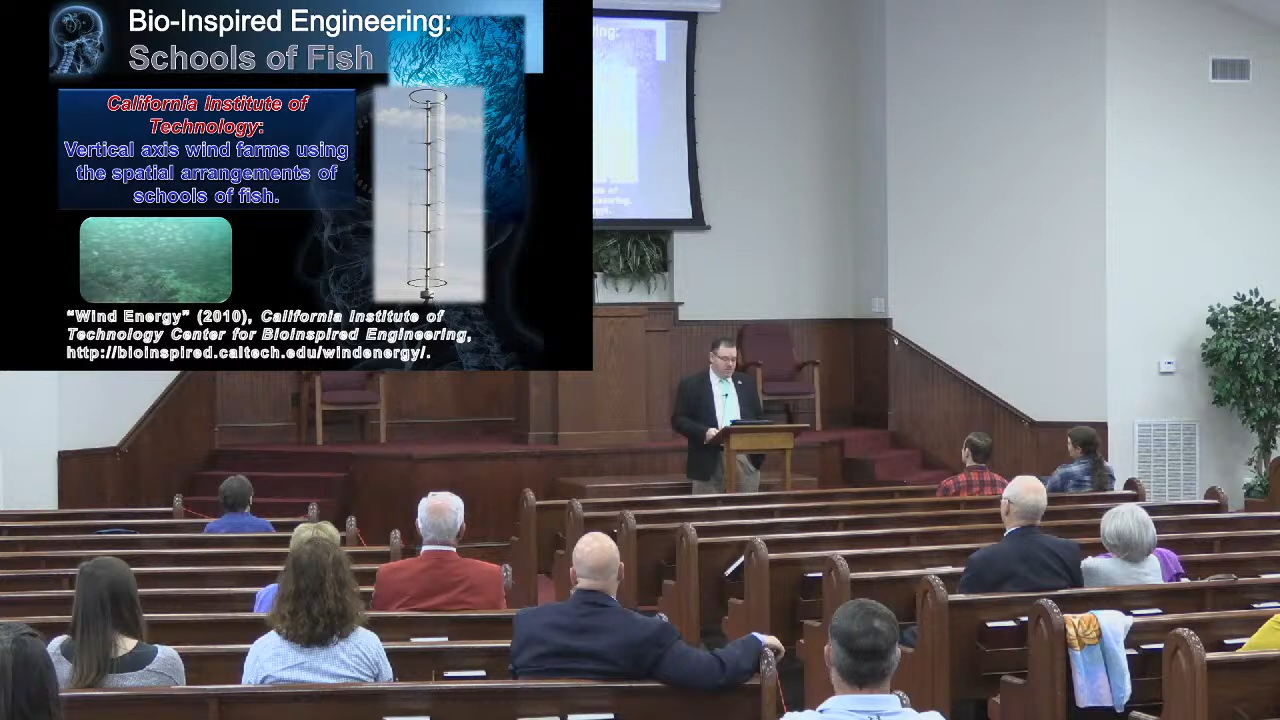 Bio-Inspired Engineering:
Schools of Fish
California Institute of
Technology:
Vertical axis wind farms using
the spatial arrangements of
schools of fish.
"Wind Energy" (2010), California Institute of
Technology Center for BioInspired Engineering,
http://bioinspired.caltech.edu/windenergy/.